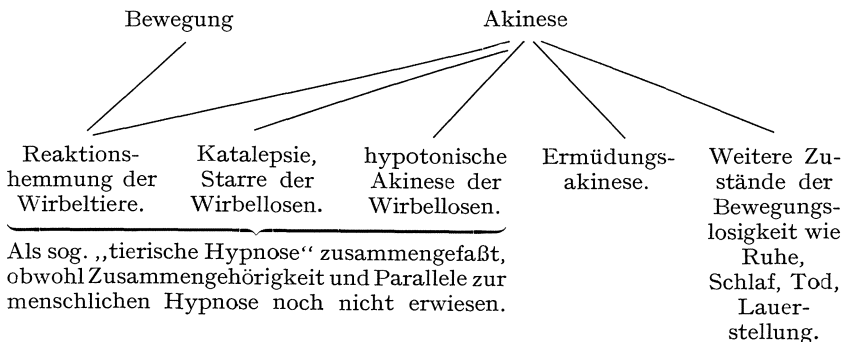 Bewegung
Akinese
Reaktions-
hemmung der
Wirbeltiere.
Katalepsie,
Starre der
Wirbellosen.
hypotonische
Akinese der
Wirbellosen.
Ermüdungs-
akinese.
Weitere Zu-
stände der
Bewegungs-
losigkeit wie
Ruhe,
Schlaf, Tod,
Lauer-
stellung.
Als sog. ,,tierische Hypnose“ zusammengefaßt,
obwohl Zusammengehörigkeit und Parallele zur
menschlichen Hypnose noch nicht erwiesen.